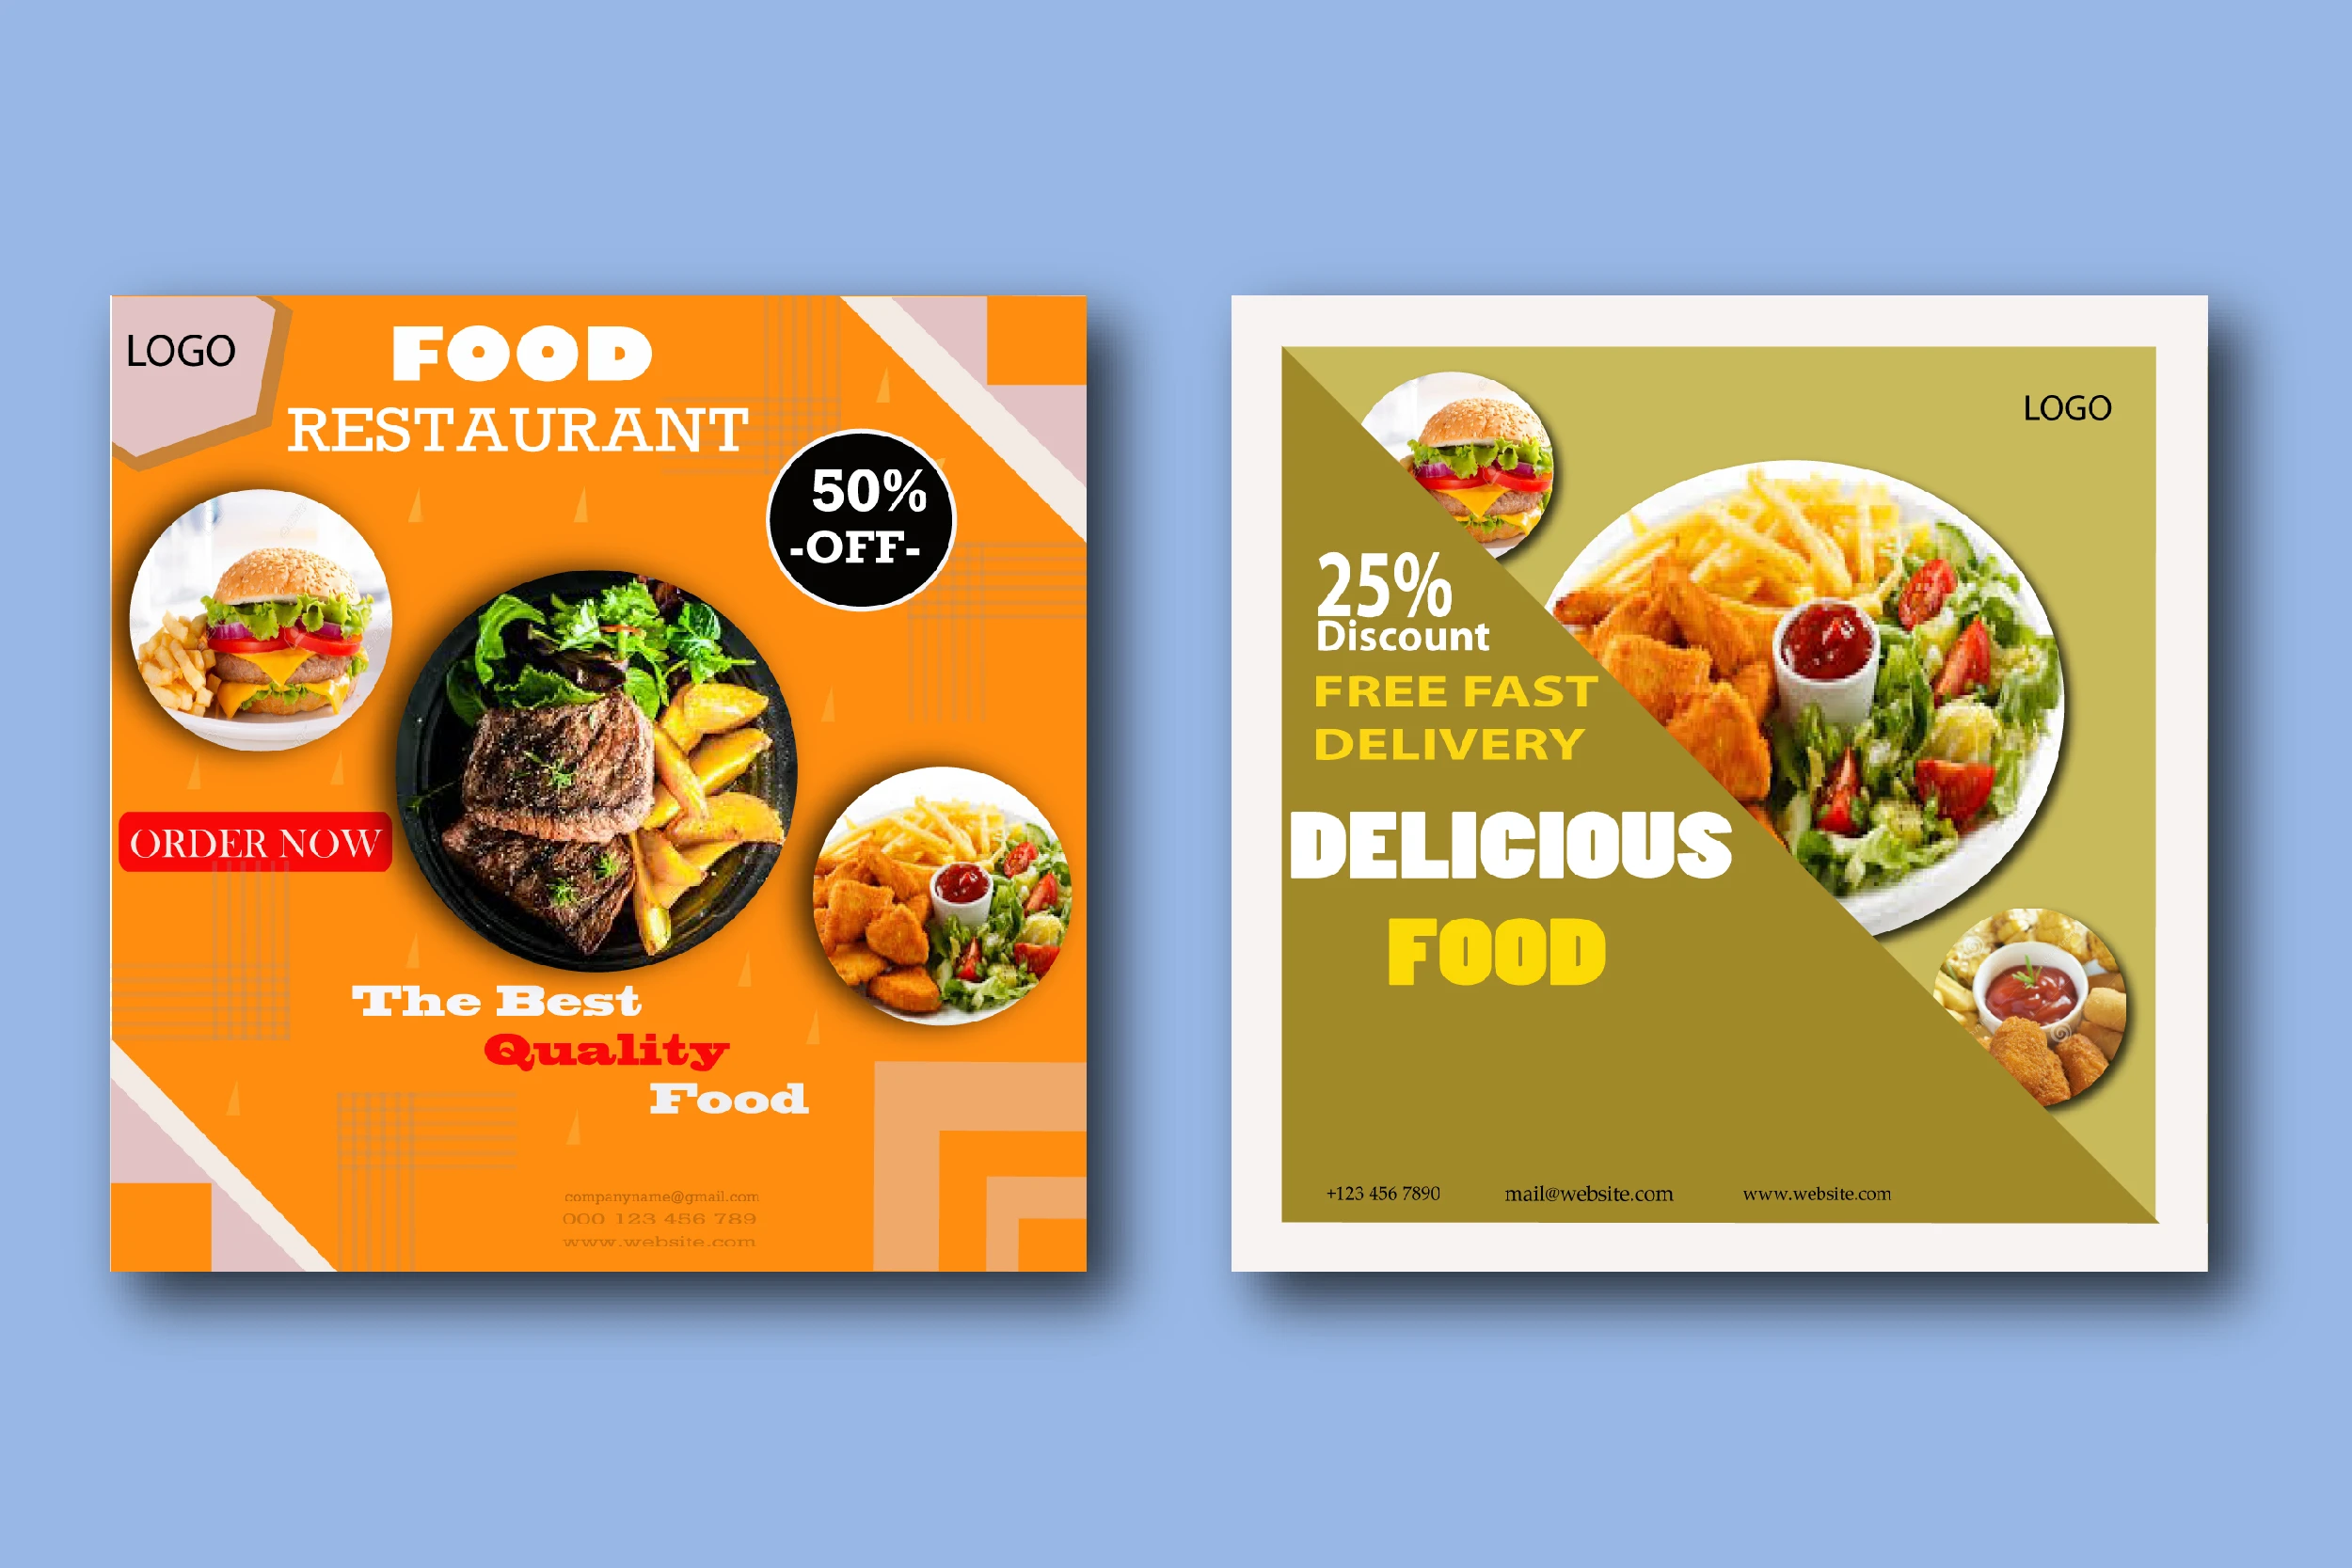 LOGO
FOOD
RESTAURANT
50%
-OFF-
ORDER NOW
The Best
Quality
Food
companyname@gmail.com
000 123 456 789
www.website.com
LOGO
25%
Discount
FREE FAST
DELIVERY
DELICIOUS
FOOD
+123 456 7890 mail@website.com www.website.com